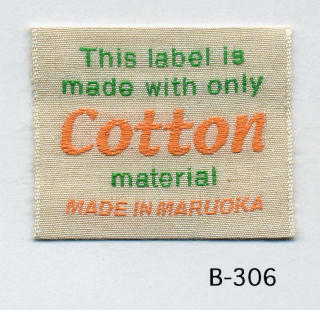 This label is
made with only
Cotton
material
MADE IN MARUOKA
B-306